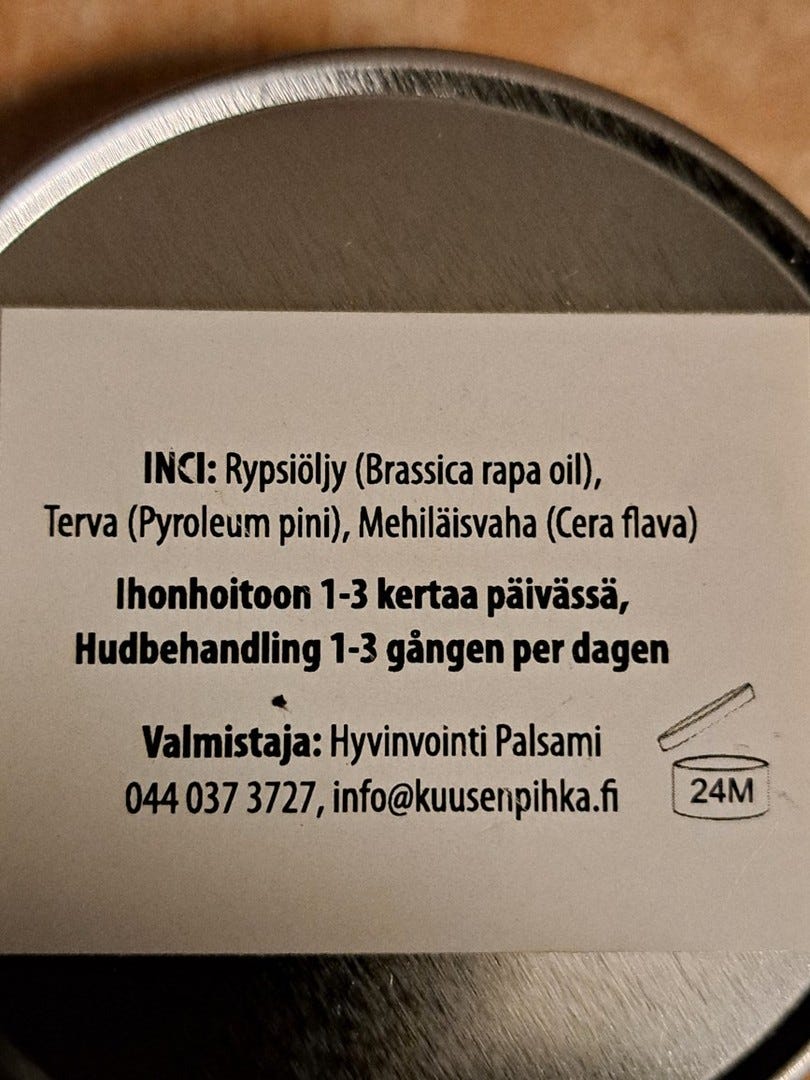 INCI: Rypsiöljy (Brassica rapa oil),
Terva (Pyroleum pini), Mehiläisvaha (Cera flava)
Ihonhoitoon 1-3 kertaa päivässä,
Hudbehandling 1-3 gången per dagen
Valmistaja: Hyvinvointi Palsami
044 037 3727, info@kuusenpihka.fi
24M